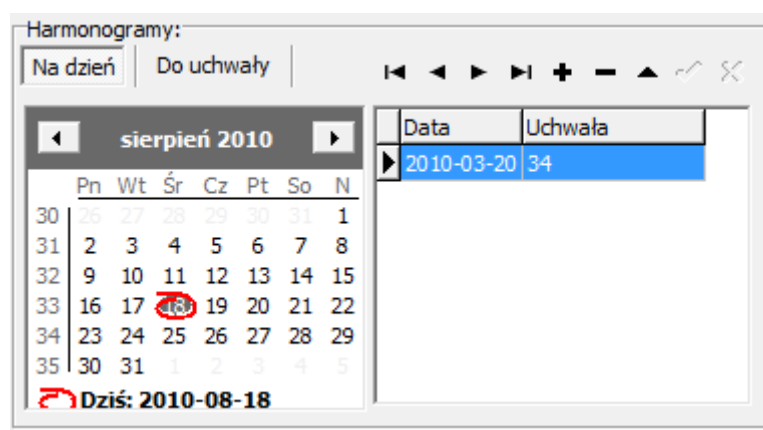 Harmonogramy:
Na dzień Do uchwały
sierpień 2010
Pn Wt Śr Cz Pt So N
30 26 27 28 29 30 31 1
31 2 3 4 5 6 7 8
32 9 10 11 12 13 14 15
33 16 17 18 19 20 21 22
34 23 24 25 26 27 28 29
35 30 31 1 2 3 4 5
Dziś: 2010-08-18
Data Uchwała
2010-03-20 34